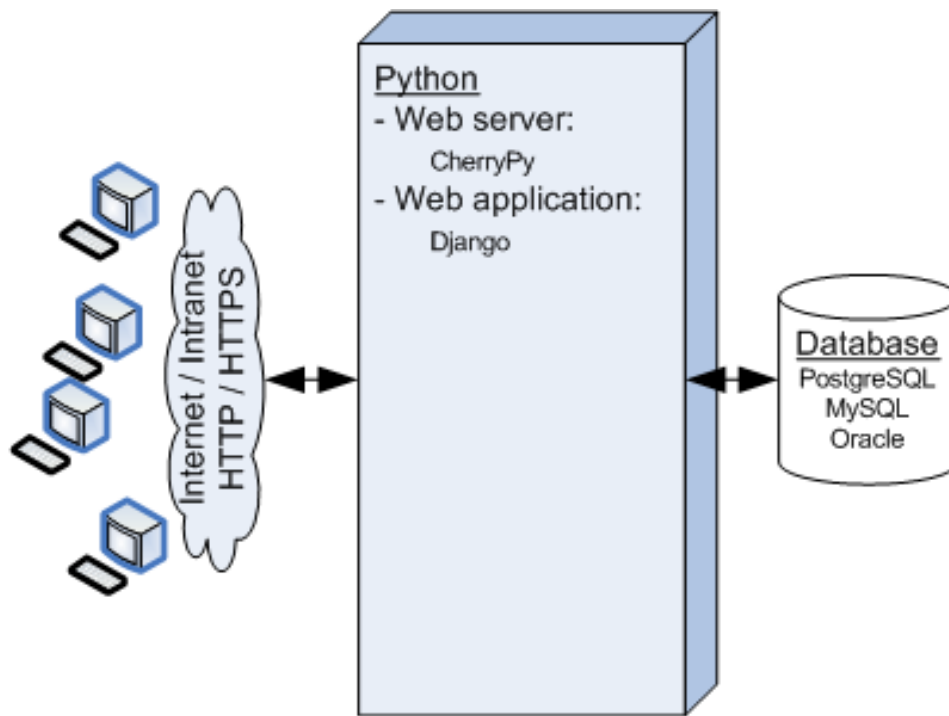 Internet / Intranet
HTTP / HTTPS
Python
- Web server:
CherryPy
- Web application:
Django
Database
PostgreSQL
MySQL
Oracle